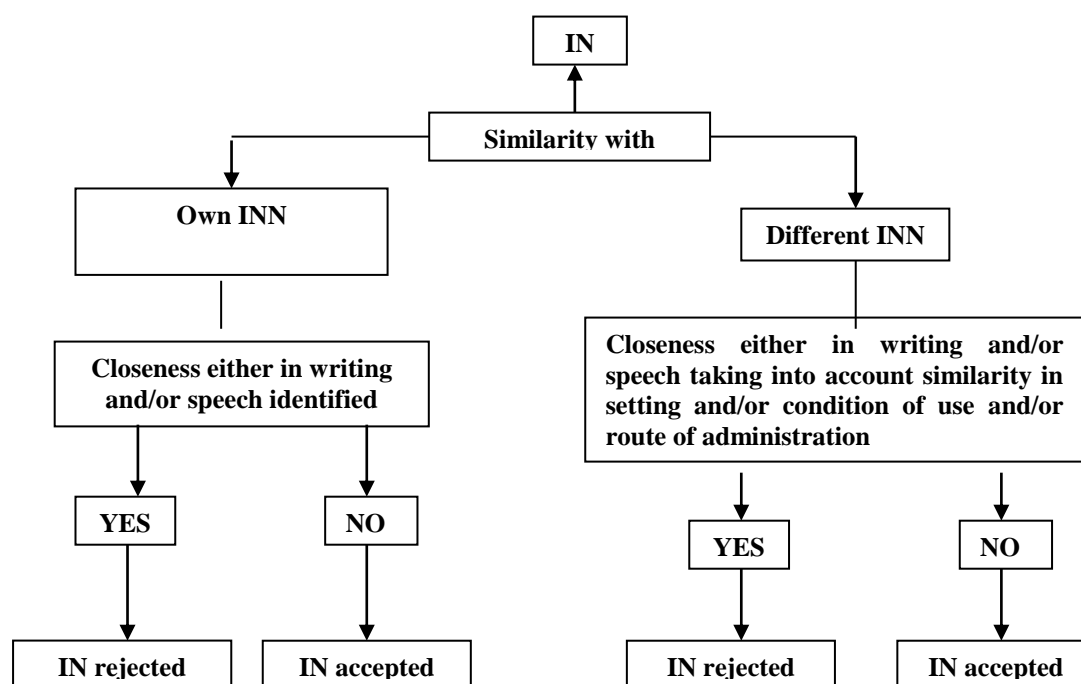 IN
Similarity with
Own INN
Different INN
Closeness either in writing
and/or speech identified
Closeness either in writing and/or
speech taking into account similarity in
setting and/or condition of use and/or
route of administration
YES
NO
YES
NO
IN rejected
IN accepted
IN rejected
IN accepted